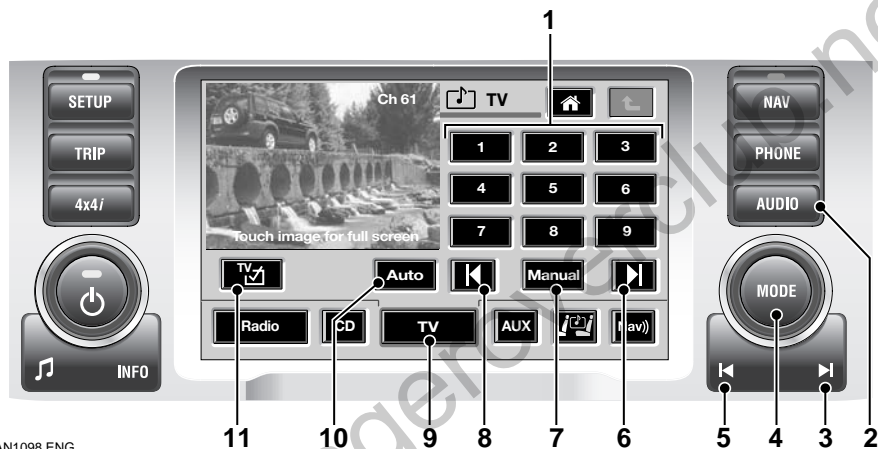 1
SETUP
TRIP
4x4i
Ch 61
TV
1 2 3
4 5 6
7 8 9
Touch image for full screen
TV
Auto
Manual
Radio
CD
TV
AUX
Nav))
NAV
PHONE
AUDIO
MODE
INFO
11 10 9 8 7 6 5 4 3 2